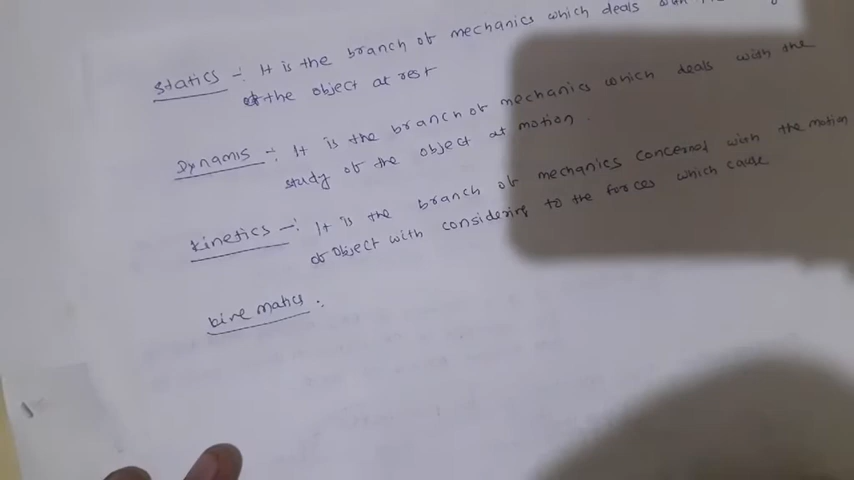 Statics :- It is the branch of mechanics which deals with
of the object at rest
Dynamis :- It is the branch of mechanics which deals with the
study of the object at motion.
Kinetics :- It is the branch of mechanics concerned with the motion
of Object with considering to the forces which cause
kinematics :